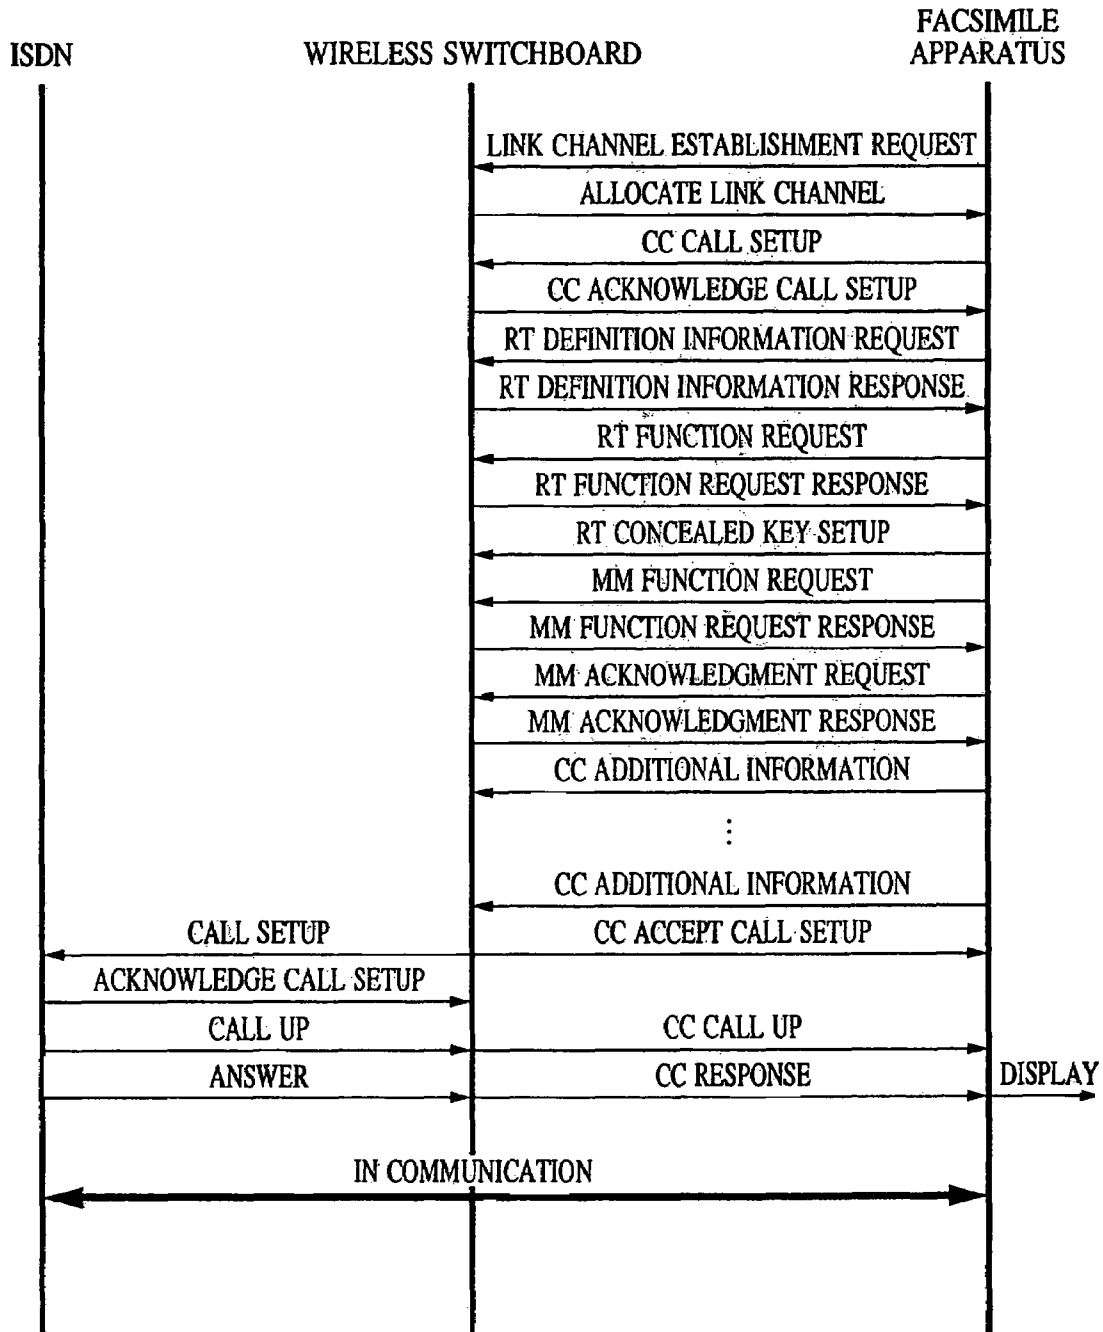 FACSIMILE
ISDN WIRELESS SWITCHBOARD APPARATUS
LINK CHANNEL ESTABLISHMENT REQUEST
ALLOCATE LINK CHANNEL
CC CALL SETUP
CC ACKNOWLEDGE CALL SETUP
RT DEFINITION INFORMATION REQUEST
RT DEFINITION INFORMATION RESPONSE
RT FUNCTION REQUEST
RT FUNCTION REQUEST RESPONSE
RT CONCEALED KEY SETUP
MM FUNCTION REQUEST
MM FUNCTION REQUEST RESPONSE
MM ACKNOWLEDGMENT REQUEST
MM ACKNOWLEDGMENT RESPONSE
CC ADDITIONAL INFORMATION
⋮
CC ADDITIONAL INFORMATION
CALL SETUP CC ACCEPT CALL SETUP
ACKNOWLEDGE CALL SETUP
CALL UP CC CALL UP
ANSWER CC RESPONSE DISPLAY
IN COMMUNICATION